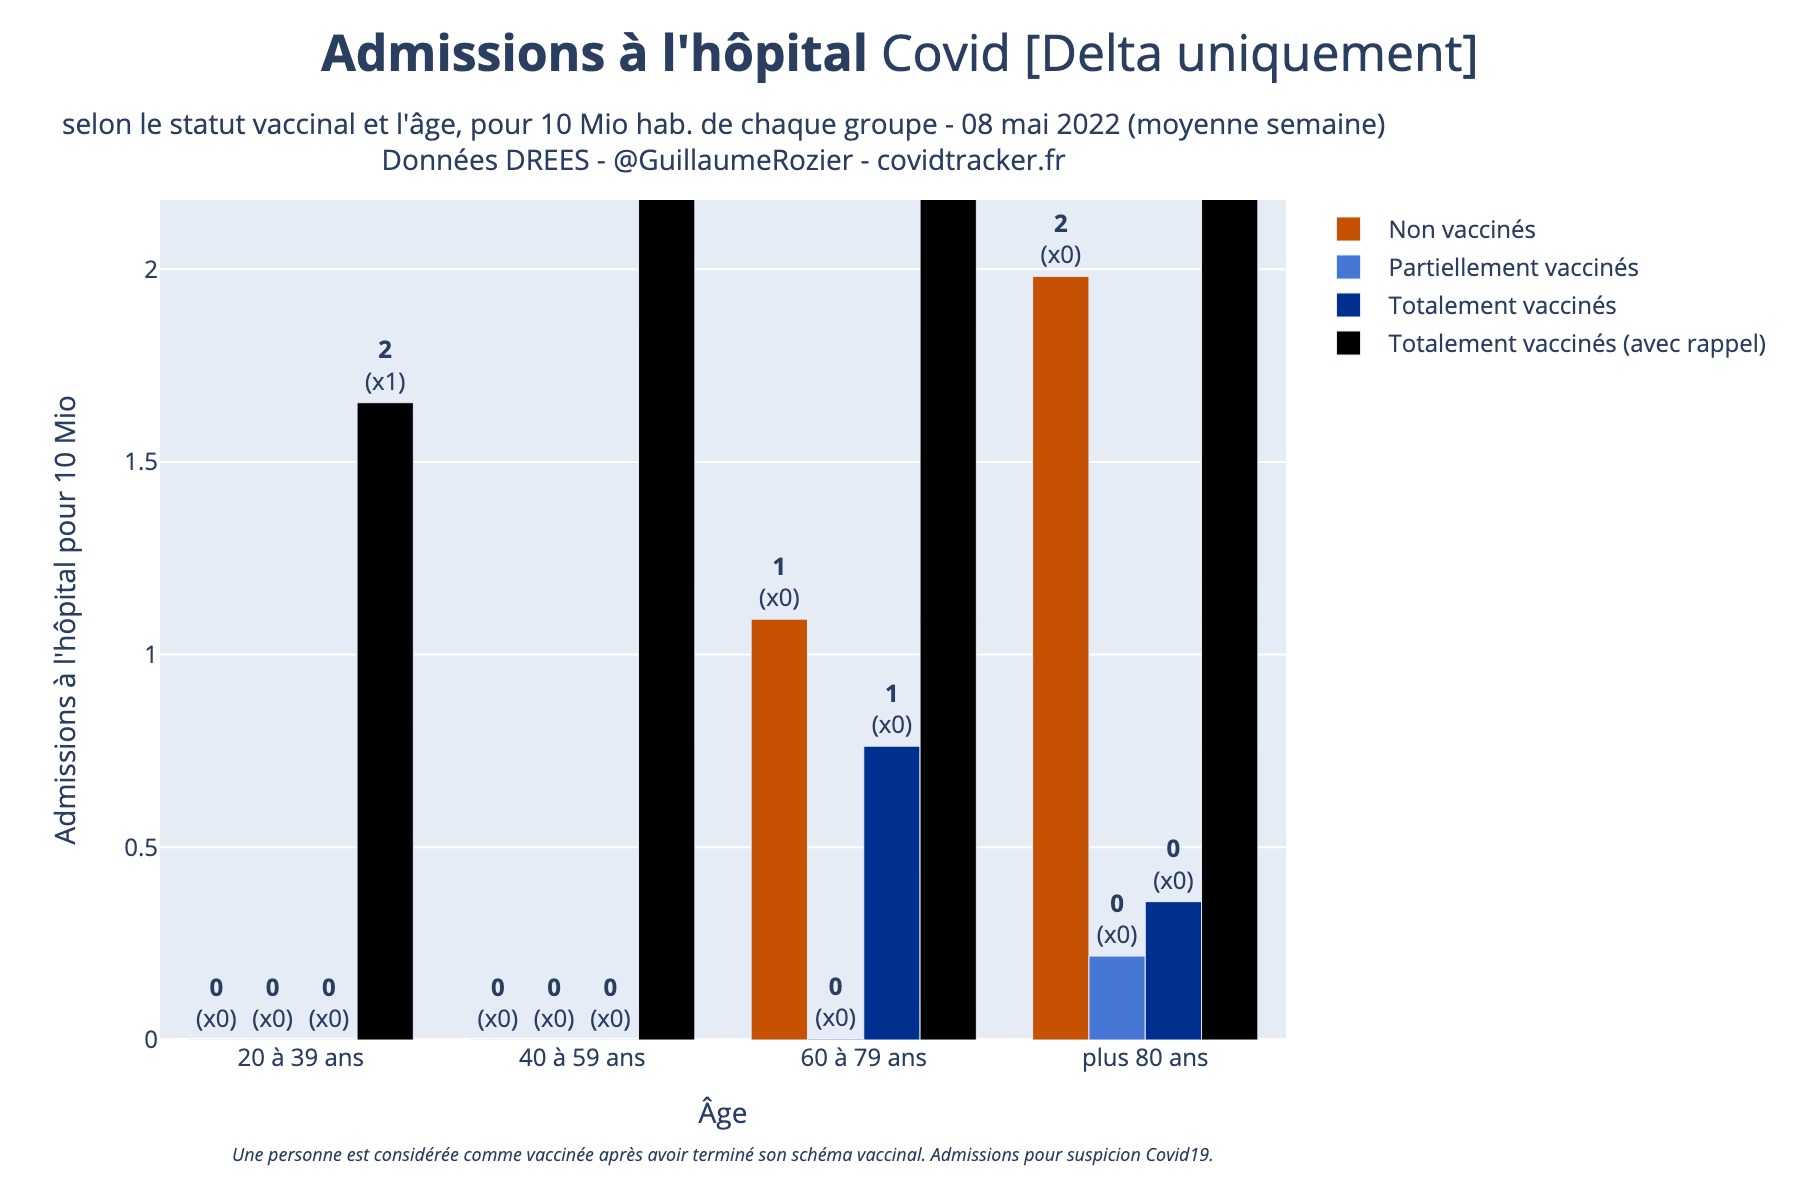 Admissions à l'hôpital Covid [Delta uniquement]
selon le statut vaccinal et l'âge, pour 10 Mio hab. de chaque groupe - 08 mai 2022 (moyenne semaine)
Données DREES - @GuillaumeRozier - covidtracker.fr
Non vaccinés
Partiellement vaccinés
Totalement vaccinés
Totalement vaccinés (avec rappel)
Admissions à l'hôpital pour 10 Mio
2
1.5
1
0.5
0
0
(x0)
0
(x0)
0
(x0)
2
(x1)
0
(x0)
0
(x0)
0
(x0)
1
(x0)
0
(x0)
1
(x0)
2
(x0)
0
(x0)
0
(x0)
20 à 39 ans
40 à 59 ans
60 à 79 ans
plus 80 ans
Âge
Une personne est considérée comme vaccinée après avoir terminé son schéma vaccinal. Admissions pour suspicion Covid19.